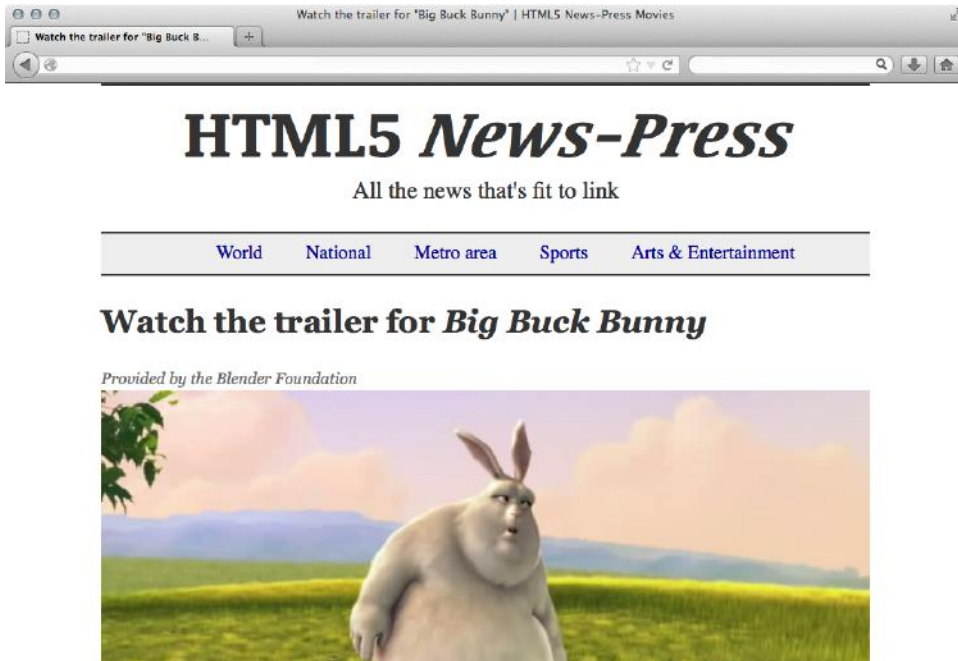 Watch the trailer for "Big Buck Bunny" | HTML5 News-Press Movies
Watch the trailer for "Big Buck B...
HTML5 News-Press
All the news that's fit to link
World National Metro area Sports Arts & Entertainment
Watch the trailer for Big Buck Bunny
Provided by the Blender Foundation